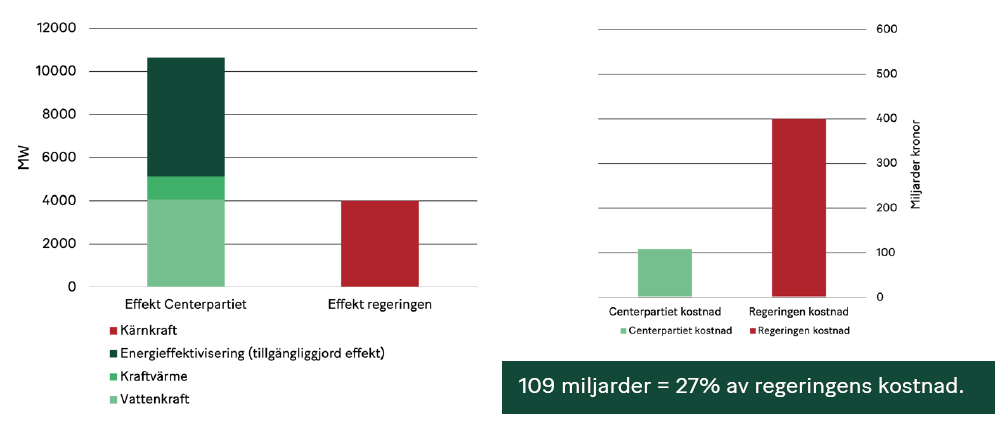 12000
10000
8000
6000
4000
2000
0
MW
Effekt Centerpartiet
Effekt regeringen
Kärnkraft
Energieffektivisering (tillgängliggjord effekt)
Kraftvärme
Vattenkraft
600
500
400
300
200
100
0
Miljarder kronor
Centerpartiet kostnad
Regeringen kostnad
Centerpartiet kostnad
Regeringen kostnad
109 miljarder = 27% av regeringens kostnad.